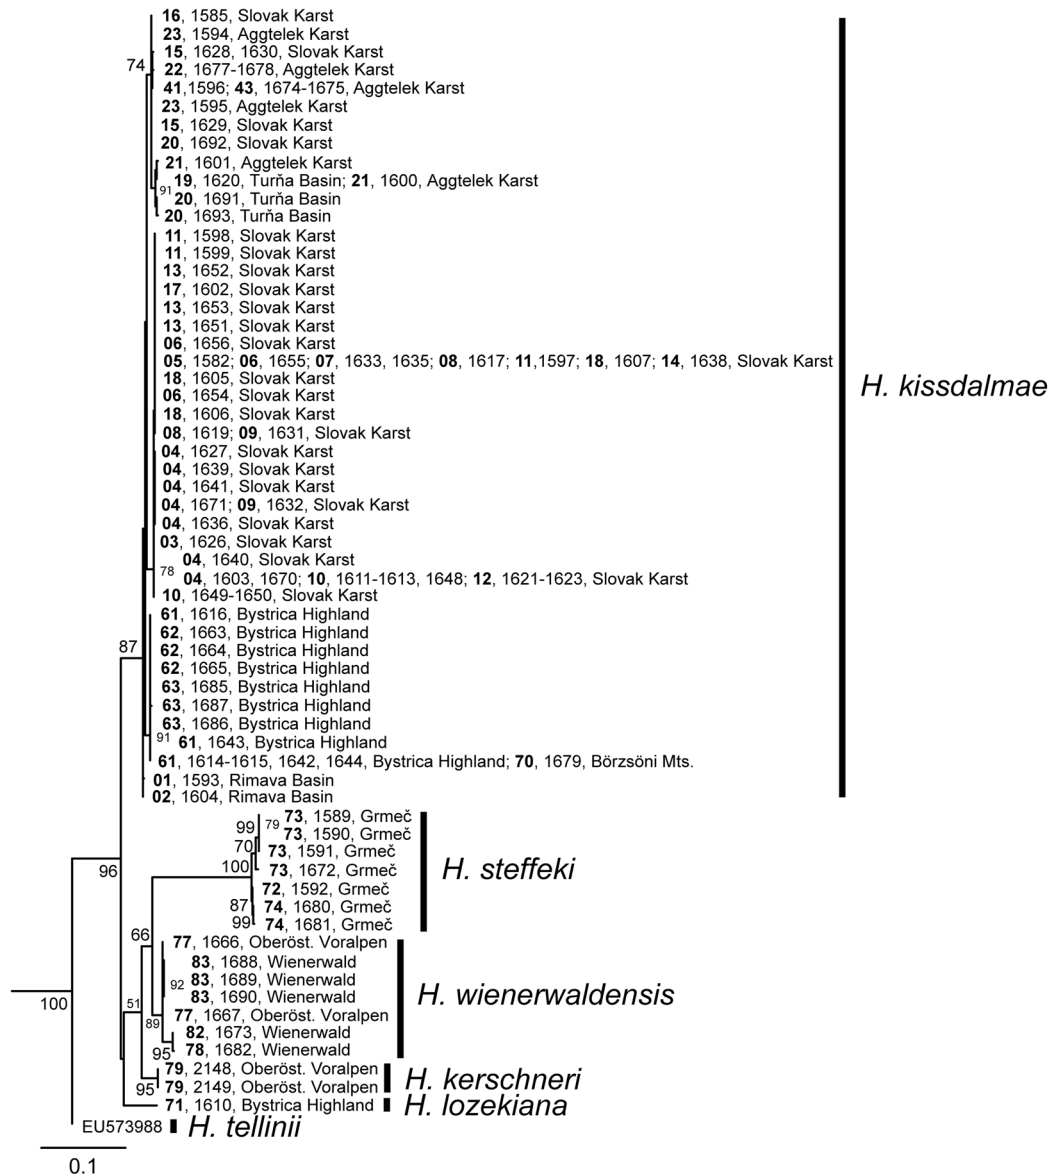 16, 1585, Slovak Karst
23, 1594, Aggtelek Karst
15, 1628, 1630, Slovak Karst
74
22, 1677-1678, Aggtelek Karst
41,1596; 43, 1674-1675, Aggtelek Karst
23, 1595, Aggtelek Karst
15, 1629, Slovak Karst
20, 1692, Slovak Karst
21, 1601, Aggtelek Karst
91
19, 1620, Turňa Basin; 21, 1600, Aggtelek Karst
20, 1691, Turňa Basin
20, 1693, Turňa Basin
11, 1598, Slovak Karst
11, 1599, Slovak Karst
13, 1652, Slovak Karst
17, 1602, Slovak Karst
13, 1653, Slovak Karst
13, 1651, Slovak Karst
06, 1656, Slovak Karst
05, 1582; 06, 1655; 07, 1633, 1635; 08, 1617; 11,1597; 18, 1607; 14, 1638, Slovak Karst
18, 1605, Slovak Karst
H. kissdalmae
06, 1654, Slovak Karst
18, 1606, Slovak Karst
08, 1619; 09, 1631, Slovak Karst
04, 1627, Slovak Karst
04, 1639, Slovak Karst
04, 1641, Slovak Karst
04, 1671; 09, 1632, Slovak Karst
04, 1636, Slovak Karst
03, 1626, Slovak Karst
04, 1640, Slovak Karst
78
04, 1603, 1670; 10, 1611-1613, 1648; 12, 1621-1623, Slovak Karst
10, 1649-1650, Slovak Karst
61, 1616, Bystrica Highland
62, 1663, Bystrica Highland
87
62, 1664, Bystrica Highland
62, 1665, Bystrica Highland
63, 1685, Bystrica Highland
63, 1687, Bystrica Highland
63, 1686, Bystrica Highland
91
61, 1643, Bystrica Highland
61, 1614-1615, 1642, 1644, Bystrica Highland; 70, 1679, Börzsöni Mts.
01, 1593, Rimava Basin
02, 1604, Rimava Basin
73, 1589, Grmeč
99
79
73, 1590, Grmeč
70
73, 1591, Grmeč
100
73, 1672, Grmeč
H. steffeki
96
72, 1592, Grmeč
87
74, 1680, Grmeč
99
74, 1681, Grmeč
66
77, 1666, Oberöst. Voralpen
83, 1688, Wienerwald
92
83, 1689, Wienerwald
H. wienerwaldensis
100
51
83, 1690, Wienerwald
89
77, 1667, Oberöst. Voralpen
82, 1673, Wienerwald
95
78, 1682, Wienerwald
79, 2148, Oberöst. Voralpen
H. kerschneri
95
79, 2149, Oberöst. Voralpen
71, 1610, Bystrica Highland
H. lozekiana
EU573988
H. tellinii
0.1